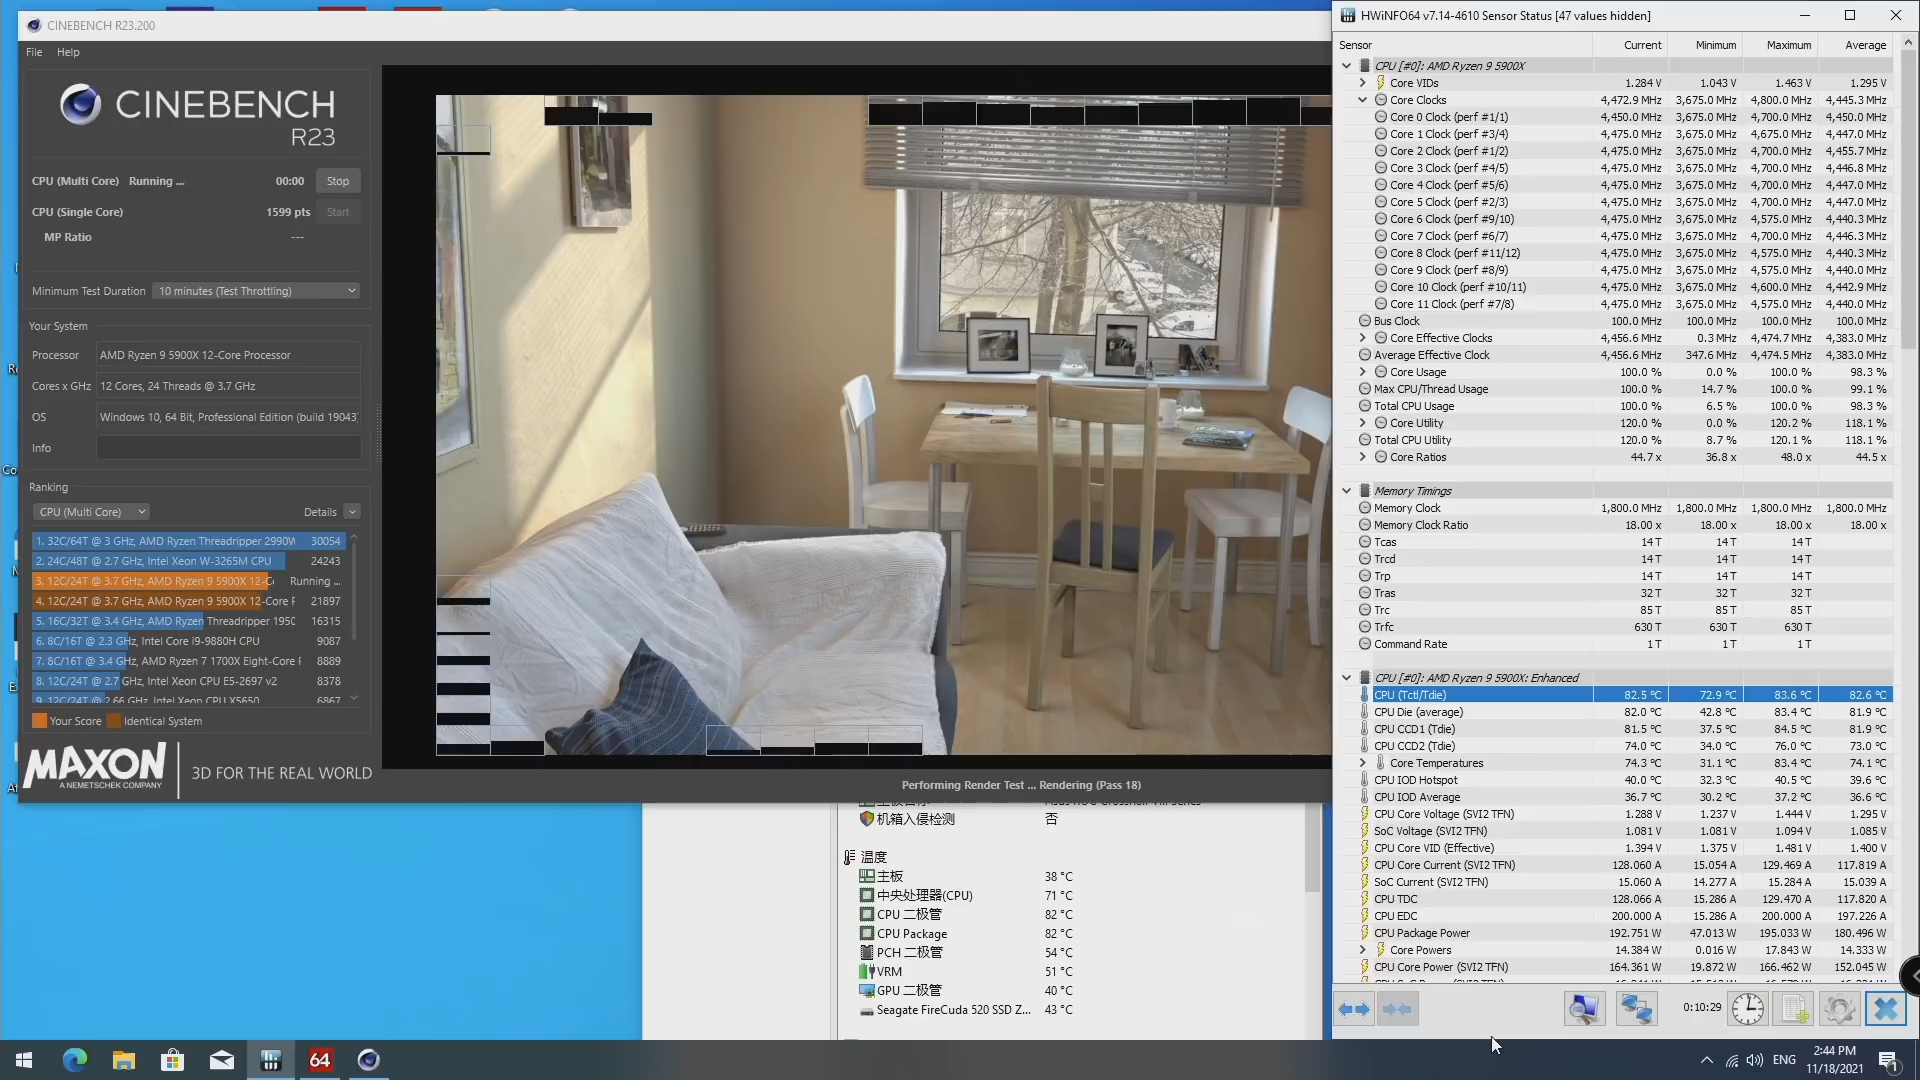 CINEBENCH R23.200
File Help
CINEBENCH
R23
CPU (Multi Core) Running ... 00:00 Stop
CPU (Single Core) 1599 pts Start
MP Ratio ---
Minimum Test Duration 10 minutes (Test Throttling)
Your System
Processor AMD Ryzen 9 5900X 12-Core Processor
Cores x GHz 12 Cores, 24 Threads @ 3.7 GHz
OS Windows 10, 64 Bit, Professional Edition (build 19043)
Info
Ranking
CPU (Multi Core) Details
1. 32C/64T @ 3 GHz, AMD Ryzen Threadripper 2990W 30054
2. 24C/48T @ 2.7 GHz, Intel Xeon W-3265M CPU 24243
3. 12C/24T @ 3.7 GHz, AMD Ryzen 9 5900X 12-C Running ...
4. 12C/24T @ 3.7 GHz, AMD Ryzen 9 5900X 12-Core F 21897
5. 16C/32T @ 3.4 GHz, AMD Ryzen Threadripper 195 16315
6. 8C/16T @ 2.3 GHz, Intel Core i9-9880H CPU 9087
7. 8C/16T @ 3.4 GHz, AMD Ryzen 7 1700X Eight-Core F 8889
8. 12C/24T @ 2.7 GHz, Intel Xeon CPU E5-2697 v2 8378
9. 12C/24T @ 2.66 GHz, Intel Xeon CPU X5650 6867
Your Score Identical System
MAXON
A NEMETSCHEK COMPANY
3D FOR THE REAL WORLD
Performing Render Test ... Rendering (Pass 18)
机箱入侵检测 否
温度
主板 38 °C
中央处理器(CPU) 71 °C
CPU 二极管 82 °C
CPU Package 82 °C
PCH 二极管 54 °C
VRM 51 °C
GPU 二极管 40 °C
Seagate FireCuda 520 SSD Z... 43 °C
HWiNFO64 v7.14-4610 Sensor Status [47 values hidden]
Sensor Current Minimum Maximum Average
CPU [#0]: AMD Ryzen 9 5900X
Core VIDs 1.284 V 1.043 V 1.463 V 1.295 V
Core Clocks 4,472.9 MHz 3,675.0 MHz 4,800.0 MHz 4,445.3 MHz
Core 0 Clock (perf #1/1) 4,450.0 MHz 3,675.0 MHz 4,700.0 MHz 4,450.0 MHz
Core 1 Clock (perf #3/4) 4,475.0 MHz 3,675.0 MHz 4,675.0 MHz 4,447.0 MHz
Core 2 Clock (perf #1/2) 4,475.0 MHz 3,675.0 MHz 4,700.0 MHz 4,455.7 MHz
Core 3 Clock (perf #4/5) 4,475.0 MHz 3,675.0 MHz 4,700.0 MHz 4,446.8 MHz
Core 4 Clock (perf #5/6) 4,475.0 MHz 3,675.0 MHz 4,700.0 MHz 4,447.0 MHz
Core 5 Clock (perf #2/3) 4,475.0 MHz 3,675.0 MHz 4,700.0 MHz 4,447.0 MHz
Core 6 Clock (perf #9/10) 4,475.0 MHz 3,675.0 MHz 4,575.0 MHz 4,440.3 MHz
Core 7 Clock (perf #6/7) 4,475.0 MHz 3,675.0 MHz 4,700.0 MHz 4,446.3 MHz
Core 8 Clock (perf #11/12) 4,475.0 MHz 3,675.0 MHz 4,575.0 MHz 4,440.3 MHz
Core 9 Clock (perf #8/9) 4,475.0 MHz 3,675.0 MHz 4,575.0 MHz 4,440.0 MHz
Core 10 Clock (perf #10/11) 4,475.0 MHz 3,675.0 MHz 4,600.0 MHz 4,442.9 MHz
Core 11 Clock (perf #7/8) 4,475.0 MHz 3,675.0 MHz 4,575.0 MHz 4,440.0 MHz
Bus Clock 100.0 MHz 100.0 MHz 100.0 MHz 100.0 MHz
Core Effective Clocks 4,456.6 MHz 0.3 MHz 4,474.7 MHz 4,383.0 MHz
Average Effective Clock 4,456.6 MHz 347.6 MHz 4,474.5 MHz 4,383.0 MHz
Core Usage 100.0 % 0.0 % 100.0 % 98.3 %
Max CPU/Thread Usage 100.0 % 14.7 % 100.0 % 99.1 %
Total CPU Usage 100.0 % 6.5 % 100.0 % 98.3 %
Core Utility 120.0 % 0.0 % 120.2 % 118.1 %
Total CPU Utility 120.0 % 8.7 % 120.1 % 118.1 %
Core Ratios 44.7 x 36.8 x 48.0 x 44.5 x
Memory Timings
Memory Clock 1,800.0 MHz 1,800.0 MHz 1,800.0 MHz 1,800.0 MHz
Memory Clock Ratio 18.00 x 18.00 x 18.00 x 18.00 x
Tcas 14 T 14 T 14 T
Trcd 14 T 14 T 14 T
Trp 14 T 14 T 14 T
Tras 32 T 32 T 32 T
Trc 85 T 85 T 85 T
Trfc 630 T 630 T 630 T
Command Rate 1 T 1 T 1 T
CPU [#0]: AMD Ryzen 9 5900X: Enhanced
CPU (Tctl/Tdie) 82.5 °C 72.9 °C 83.6 °C 82.6 °C
CPU Die (average) 82.0 °C 42.8 °C 83.4 °C 81.9 °C
CPU CCD1 (Tdie) 81.5 °C 37.5 °C 84.5 °C 81.9 °C
CPU CCD2 (Tdie) 74.0 °C 34.0 °C 76.0 °C 73.0 °C
Core Temperatures 74.3 °C 31.1 °C 83.4 °C 74.1 °C
CPU IOD Hotspot 40.0 °C 32.3 °C 40.5 °C 39.6 °C
CPU IOD Average 36.7 °C 30.2 °C 37.2 °C 36.6 °C
CPU Core Voltage (SVI2 TFN) 1.288 V 1.237 V 1.444 V 1.295 V
SoC Voltage (SVI2 TFN) 1.081 V 1.081 V 1.094 V 1.085 V
CPU Core VID (Effective) 1.394 V 1.375 V 1.481 V 1.400 V
CPU Core Current (SVI2 TFN) 128.060 A 15.054 A 129.469 A 117.819 A
SoC Current (SVI2 TFN) 15.060 A 14.277 A 15.284 A 15.039 A
CPU TDC 128.066 A 15.286 A 129.470 A 117.820 A
CPU EDC 200.000 A 15.286 A 200.000 A 197.226 A
CPU Package Power 192.751 W 47.013 W 195.033 W 180.496 W
Core Powers 14.384 W 0.016 W 17.843 W 14.333 W
CPU Core Power (SVI2 TFN) 164.361 W 19.872 W 166.462 W 152.045 W
0:10:29
64
ENG
2:44 PM
11/18/2021
1